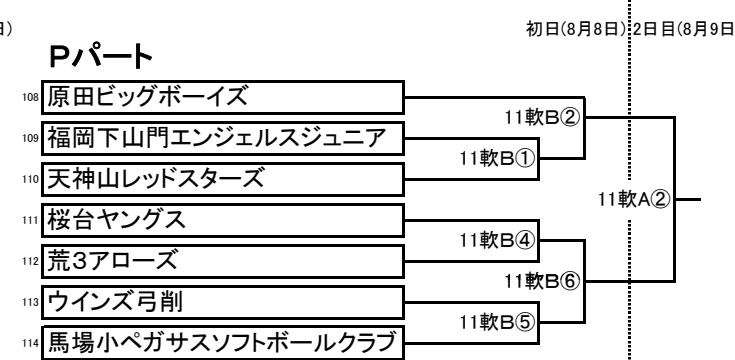 日)
初日(8月8日) 2日目(8月9日
Pパート
108 原田ビッグボーイズ
11軟B②
109 福岡下山門エンジェルスジュニア
11軟B①
110 天神山レッドスターズ
11軟A②
111 桜台ヤングス
11軟B④
112 荒3アローズ
11軟B⑥
113 ウインズ弓削
11軟B⑤
114 馬場小ペガサスソフトボールクラブ